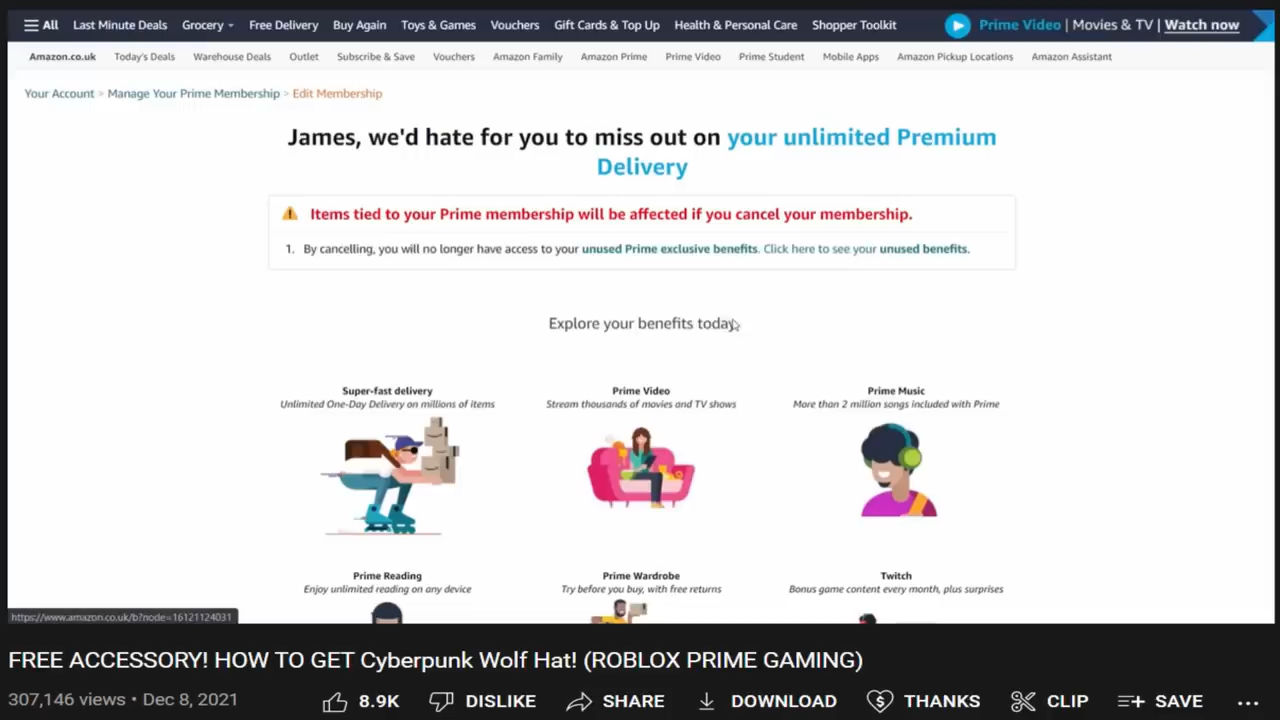 All Last Minute Deals Grocery Free Delivery Buy Again Toys & Games Vouchers Gift Cards & Top Up Health & Personal Care Shopper Toolkit Prime Video | Movies & TV | Watch now
Amazon.co.uk Today's Deals Warehouse Deals Outlet Subscribe & Save Vouchers Amazon Family Amazon Prime Prime Video Prime Student Mobile Apps Amazon Pickup Locations Amazon Assistant
Your Account > Manage Your Prime Membership > Edit Membership
James, we'd hate for you to miss out on your unlimited Premium
Delivery
Items tied to your Prime membership will be affected if you cancel your membership.
1. By cancelling, you will no longer have access to your unused Prime exclusive benefits. Click here to see your unused benefits.
Explore your benefits today
Super-fast delivery Prime Video Prime Music
Unlimited One-Day Delivery on millions of items Stream thousands of movies and TV shows More than 2 million songs included with Prime
Prime Reading Prime Wardrobe Twitch
Enjoy unlimited reading on any device Try before you buy, with free returns Bonus game content every month, plus surprises
https://www.amazon.co.uk/b?node=16121124031
FREE ACCESSORY! HOW TO GET Cyberpunk Wolf Hat! (ROBLOX PRIME GAMING)
307,146 views • Dec 8, 2021 8.9K DISLIKE SHARE DOWNLOAD THANKS CLIP SAVE ...